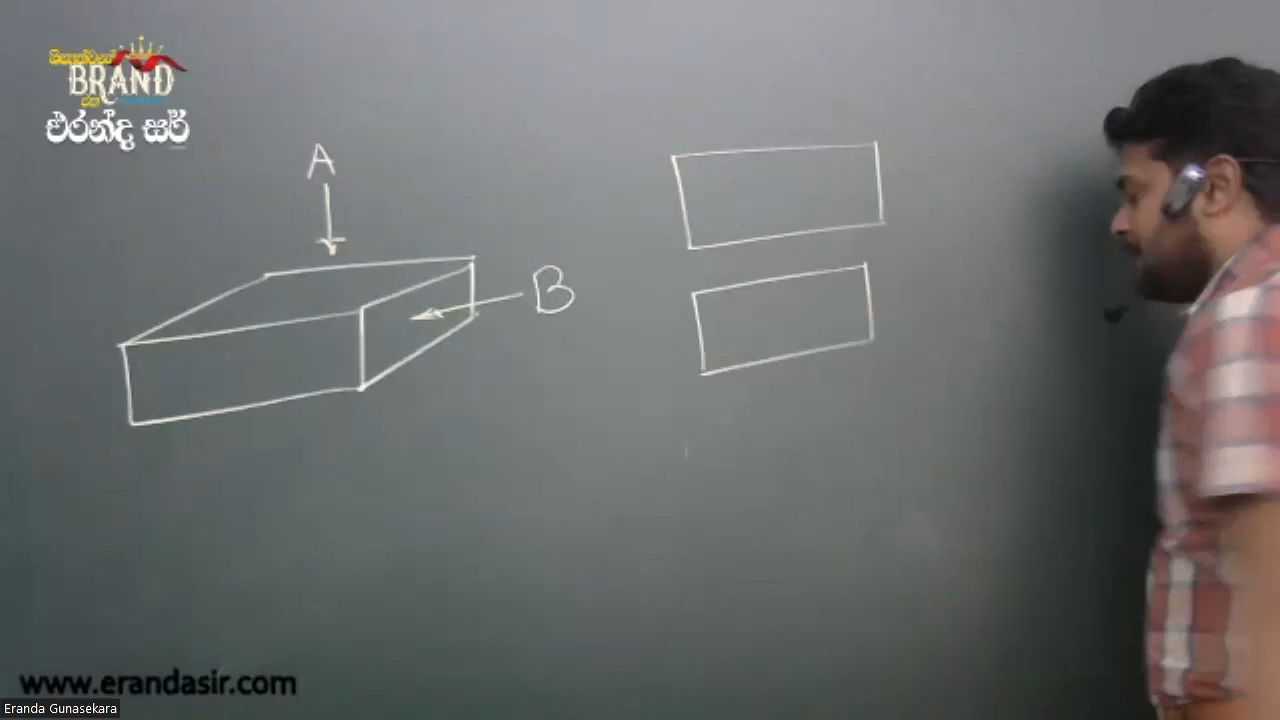 BRAND
එරන්ද සර්
A
B
www.erandasir.com
Eranda Gunasekara